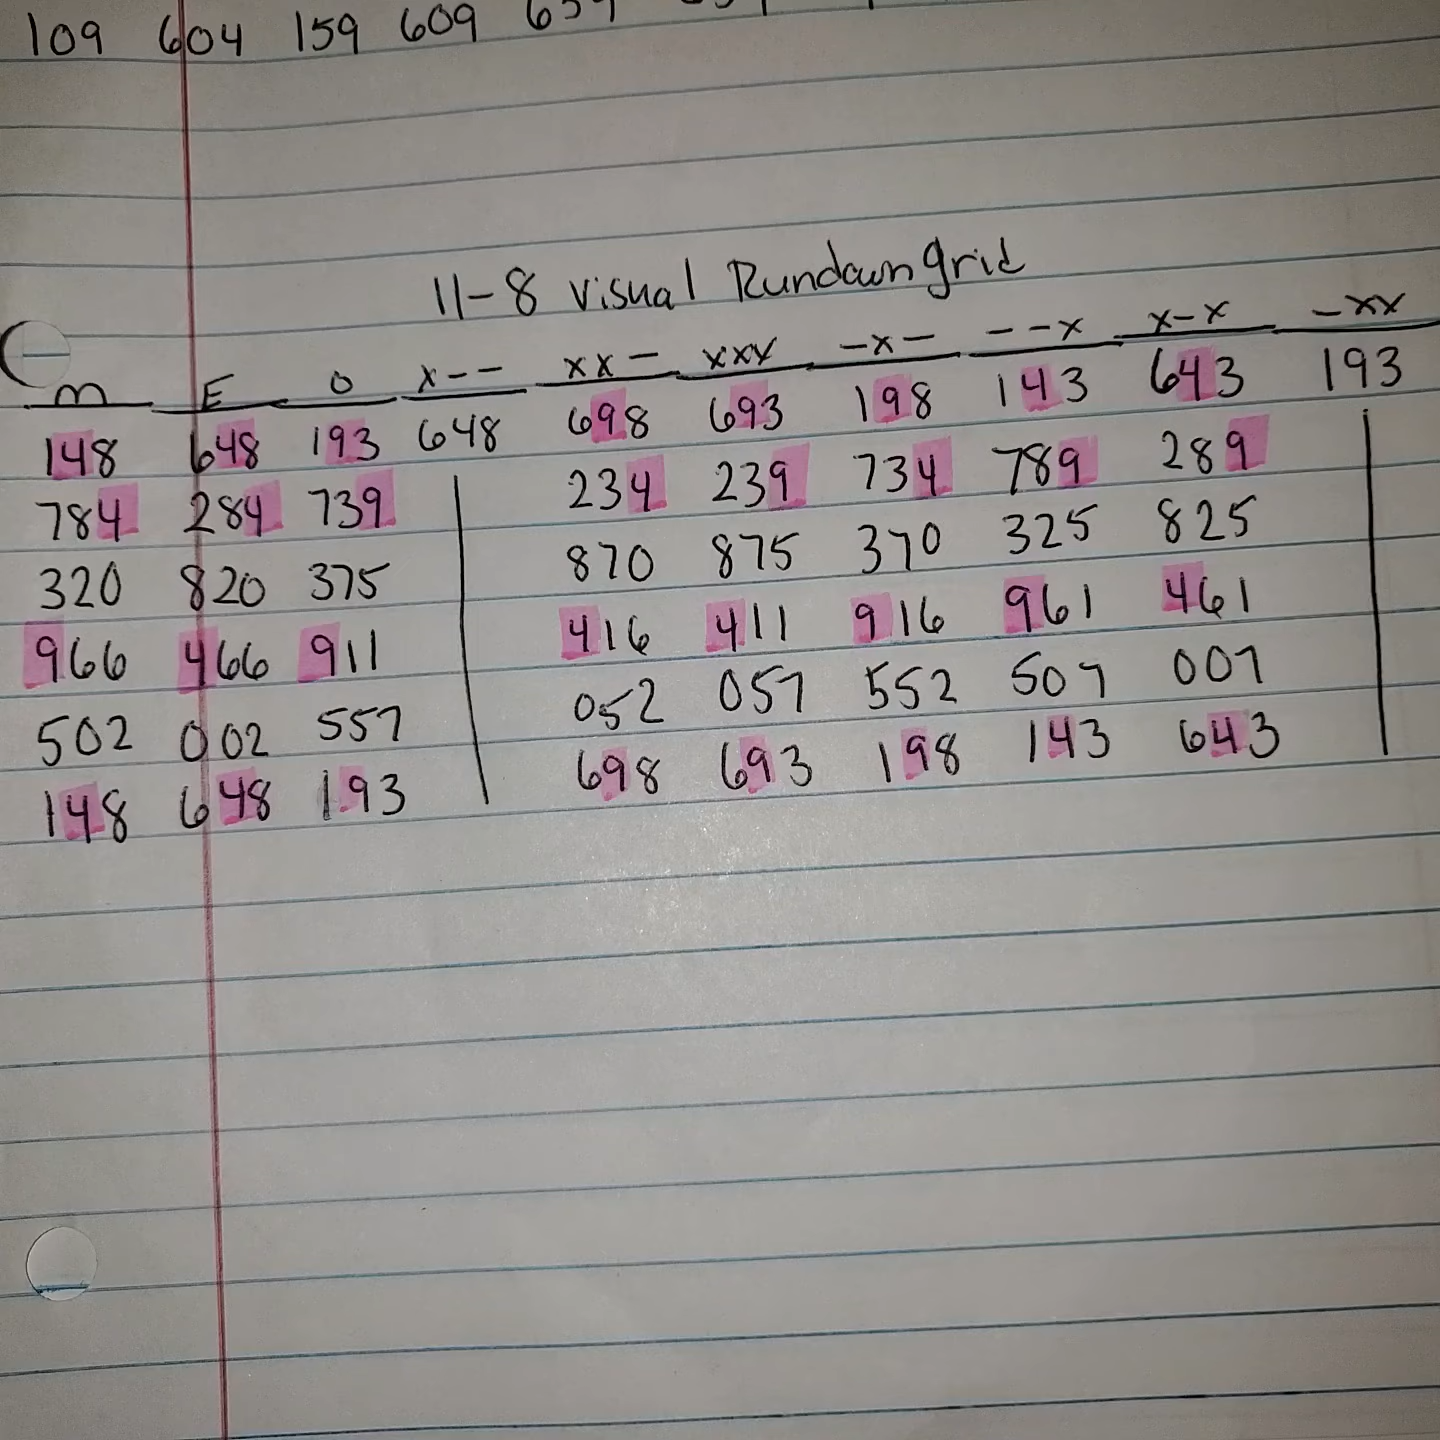 109 604 159 609
11-8 Visual Rundown grid
m E O x-- xx- xxx -x- --x x-x -xx
148 648 193 648 698 693 198 143 643 193
784 284 739 234 239 734 789 289
320 820 375 870 875 370 325 825
966 466 911 416 411 916 961 461
502 002 557 052 057 552 507 007
148 648 193 698 693 198 143 643